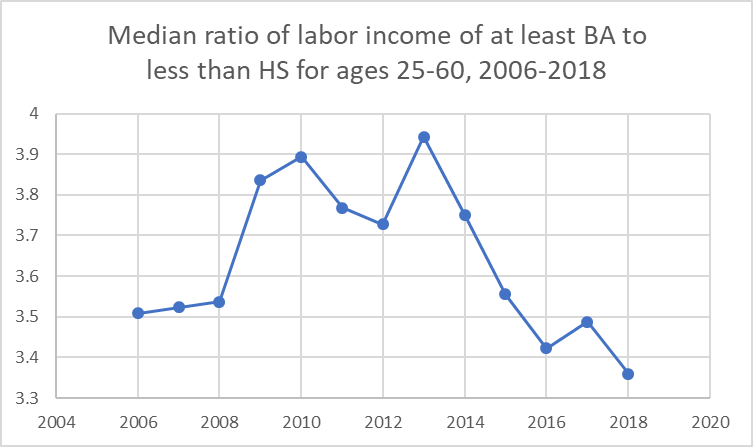 Median ratio of labor income of at least BA to
less than HS for ages 25-60, 2006-2018
4
3.9
3.8
3.7
3.6
3.5
3.4
3.3
2004 2006 2008 2010 2012 2014 2016 2018 2020